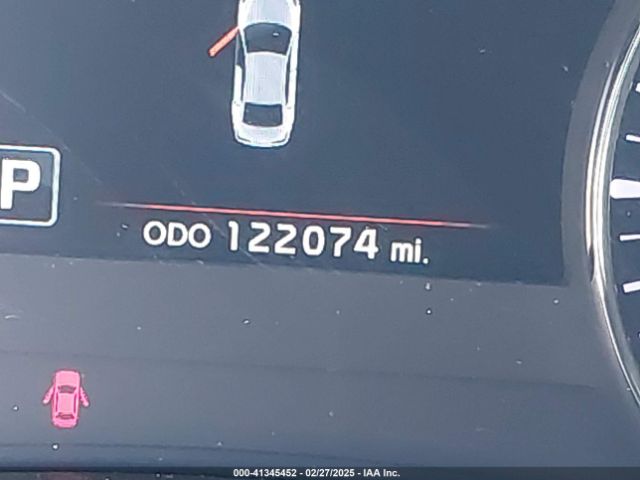 P
ODO 122074 mi.
000-41345452 - 02/27/2025 - IAA Inc.